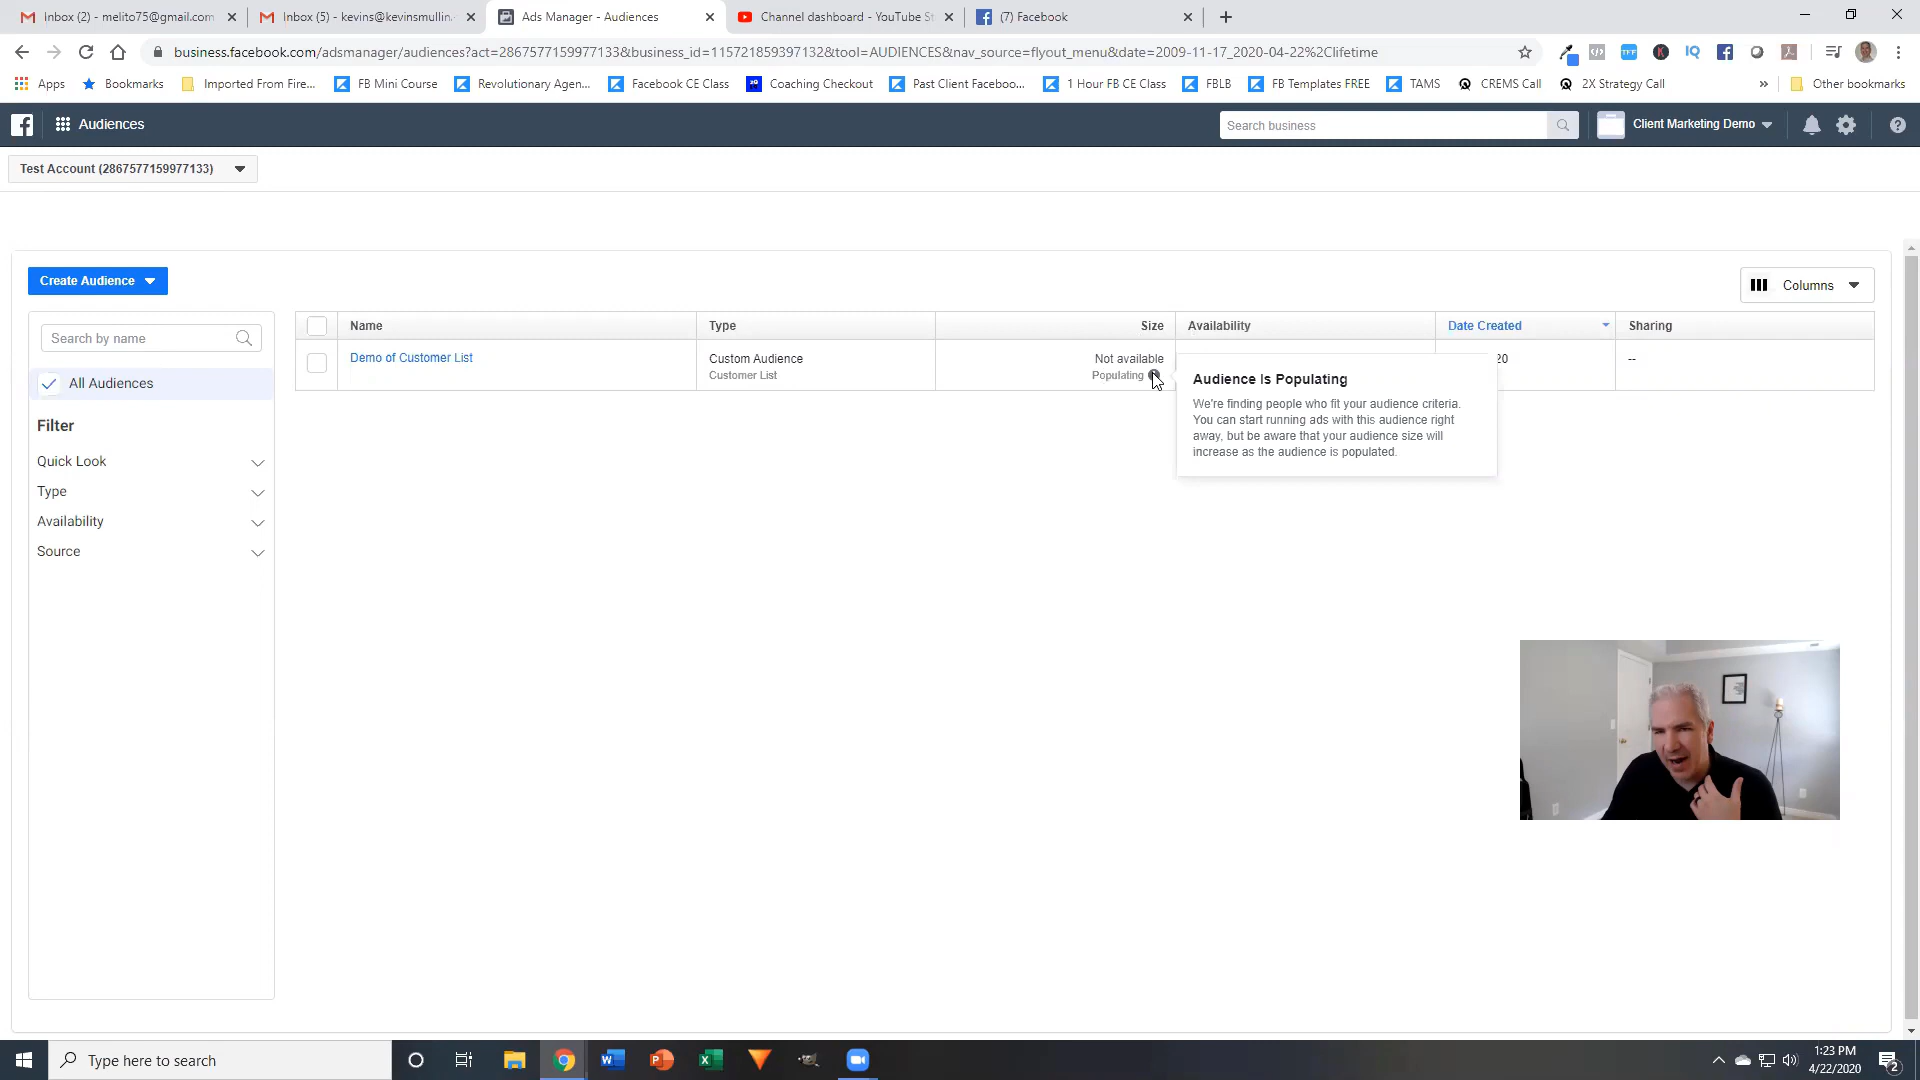 Inbox (2) - melito75@gmail.com
Inbox (5) - kevins@kevinsmullin.
Ads Manager - Audiences
Channel dashboard - YouTube St
(7) Facebook
business.facebook.com/adsmanager/audiences?act=2867577159977133&business_id=115721859397132&tool=AUDIENCES&nav_source=flyout_menu&date=2009-11-17_2020-04-22%2Clifetime
Apps
Bookmarks
Imported From Fire...
FB Mini Course
Revolutionary Agen...
Facebook CE Class
Coaching Checkout
Past Client Faceboo...
1 Hour FB CE Class
FBLB
FB Templates FREE
TAMS
CREMS Call
2X Strategy Call
Other bookmarks
Audiences
Search business
Client Marketing Demo
Test Account (2867577159977133)
Create Audience
Columns
Search by name
All Audiences
Filter
Quick Look
Type
Availability
Source
Name
Type
Size
Availability
Date Created
Sharing
Demo of Customer List
Custom Audience
Customer List
Not available
Populating
20
--
Audience Is Populating
We're finding people who fit your audience criteria.
You can start running ads with this audience right
away, but be aware that your audience size will
increase as the audience is populated.
Type here to search
1:23 PM
4/22/2020
2